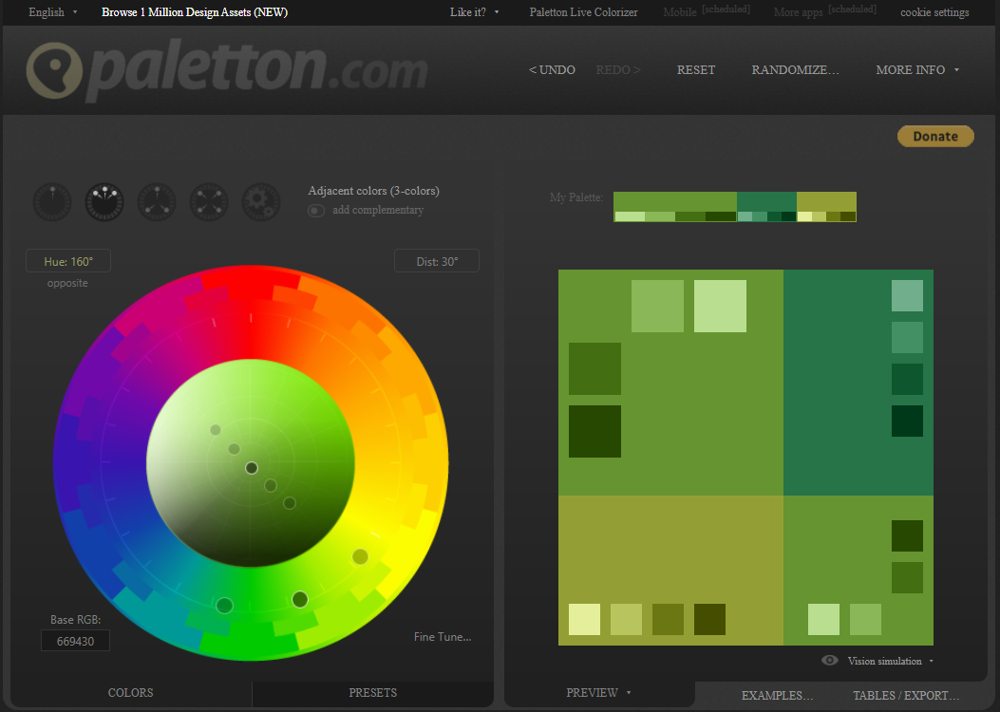 English Browse 1 Million Design Assets (NEW) Like it? Paletton Live Colorizer Mobile [scheduled] More apps [scheduled] cookie settings
paletton.com < UNDO REDO > RESET RANDOMIZE... MORE INFO
Donate
Adjacent colors (3-colors)
add complementary
My Palette:
Hue: 160° Dist: 30°
opposite
Base RGB:
669430
Fine Tune...
Vision simulation
COLORS PRESETS PREVIEW EXAMPLES... TABLES / EXPORT...